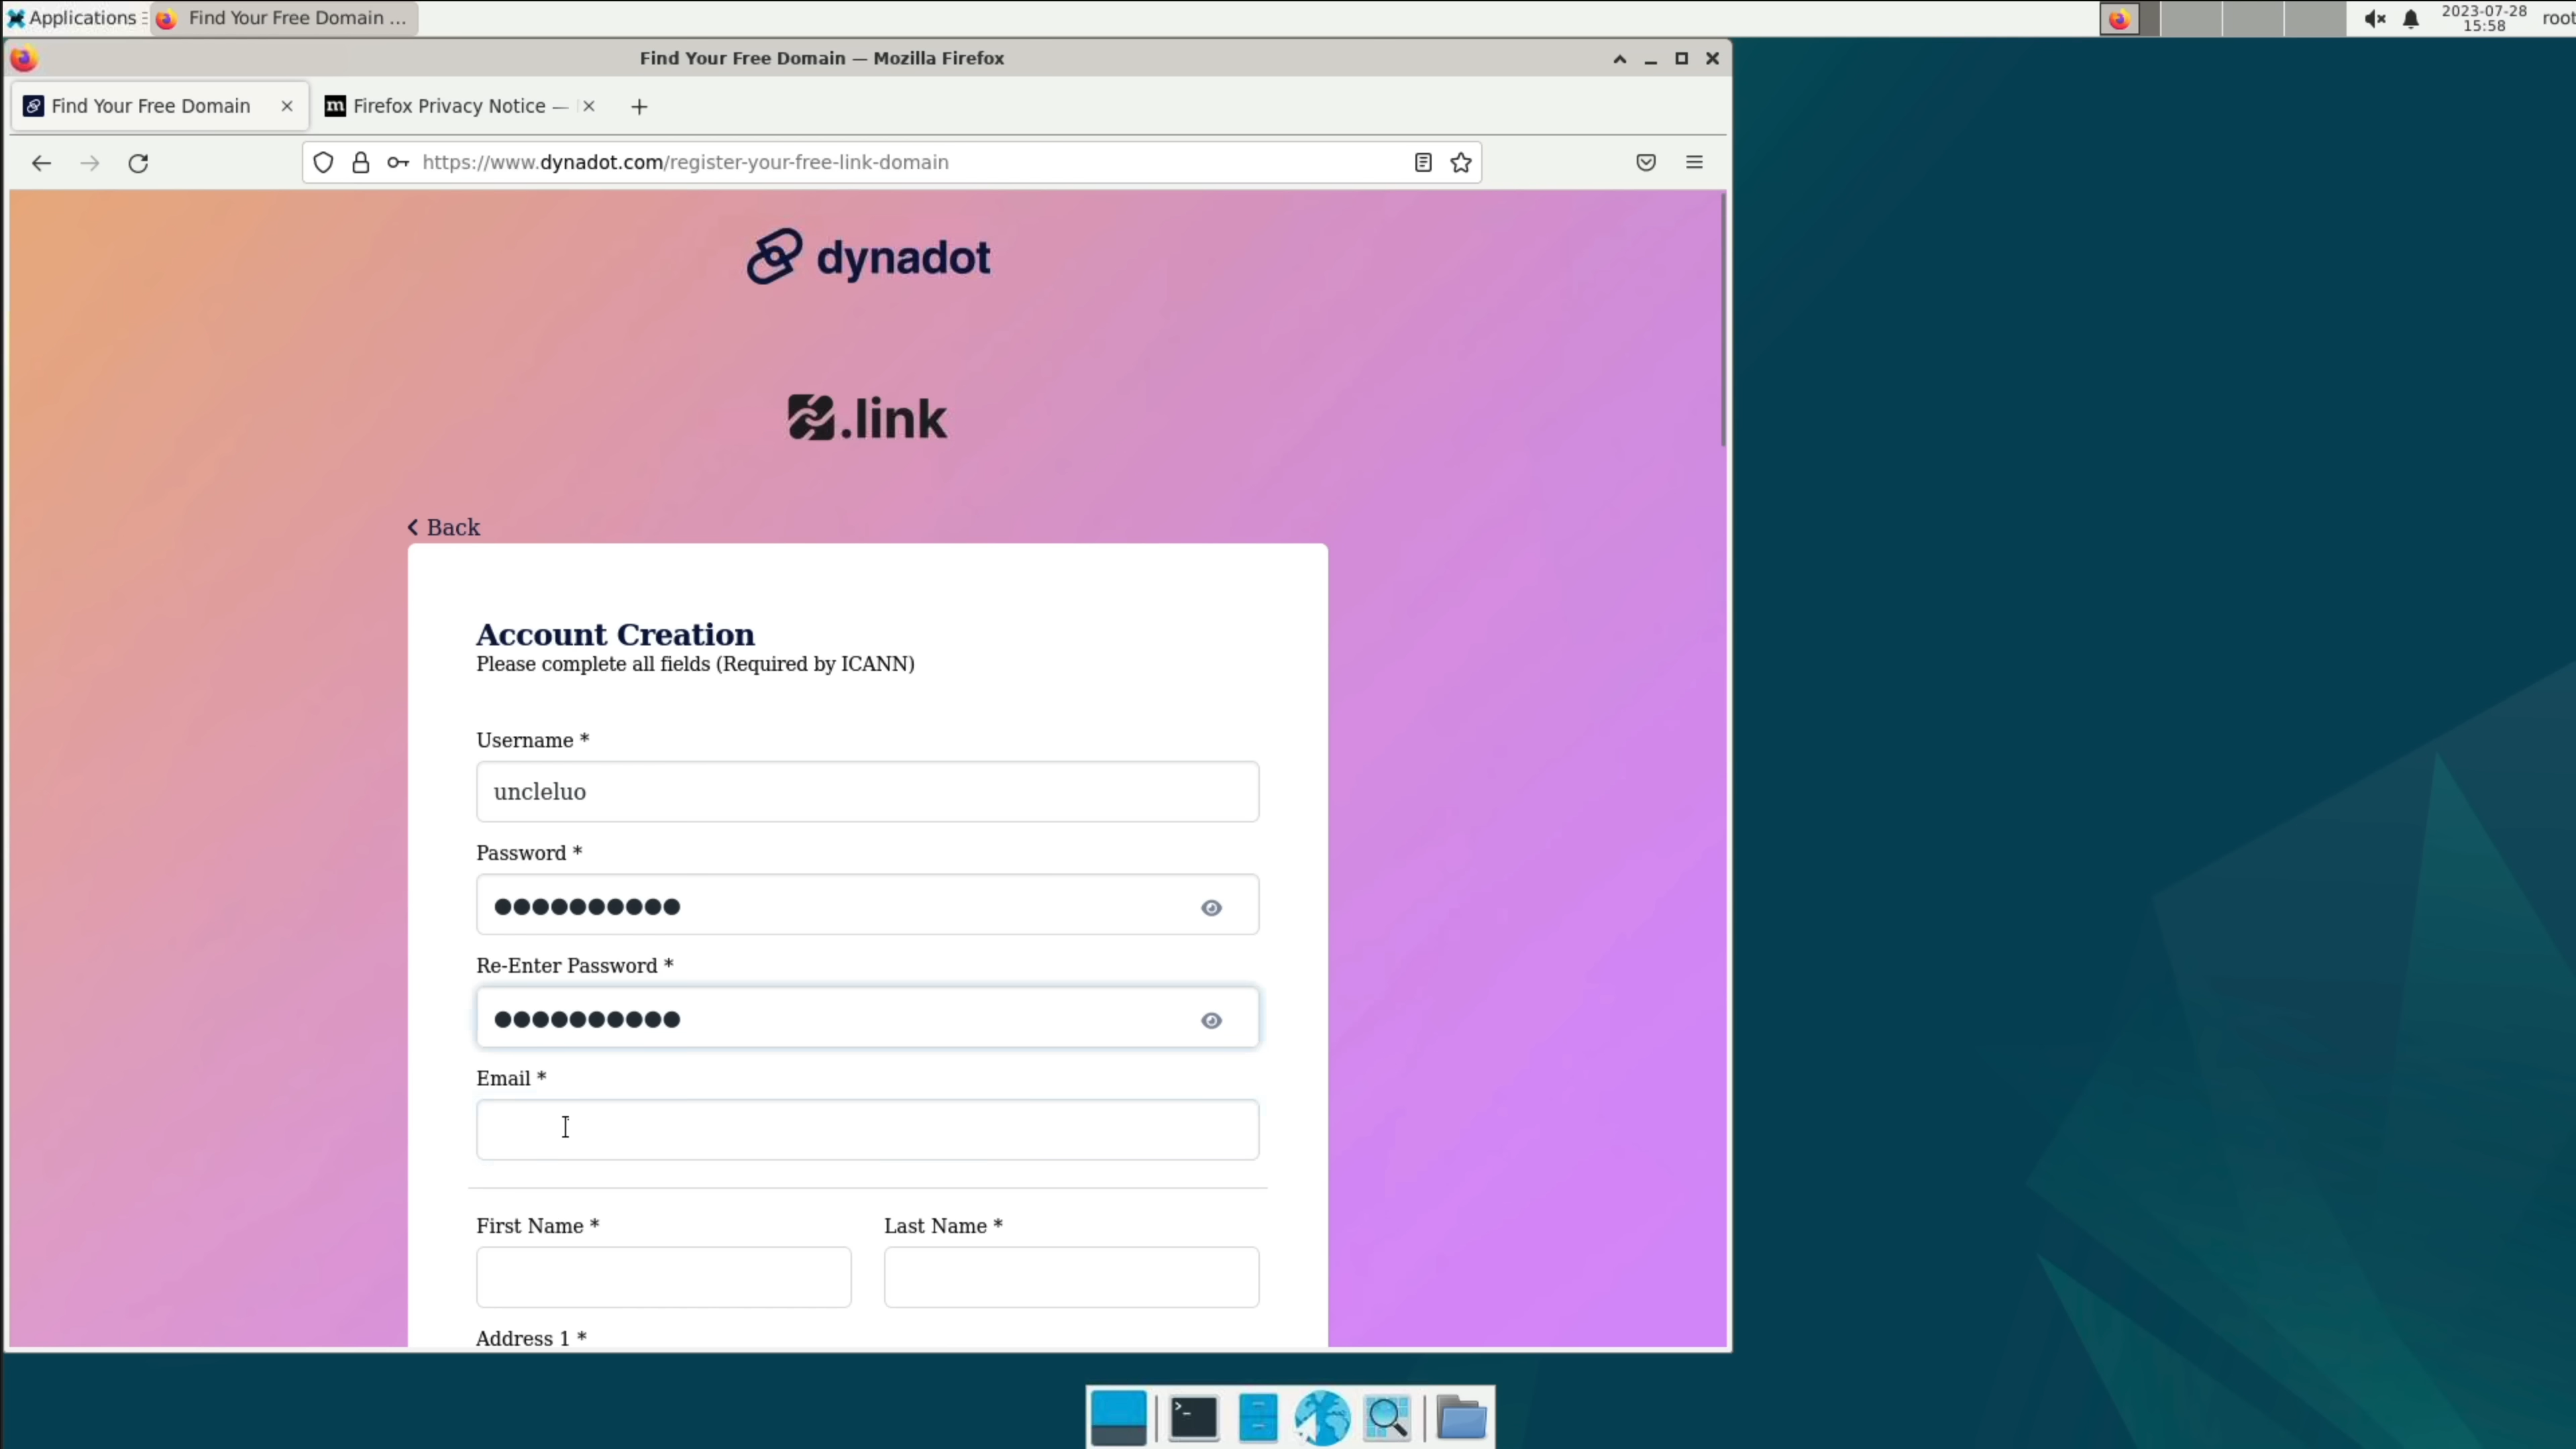 Applications
Find Your Free Domain ...
2023-07-28
15:58
root
Find Your Free Domain — Mozilla Firefox
Find Your Free Domain
m Firefox Privacy Notice —
https://www.dynadot.com/register-your-free-link-domain
dynadot
.link
Back
Account Creation
Please complete all fields (Required by ICANN)
Username *
uncleluo
Password *
●●●●●●●●●●
Re-Enter Password *
●●●●●●●●●●
Email *
First Name * Last Name *
Address 1 *